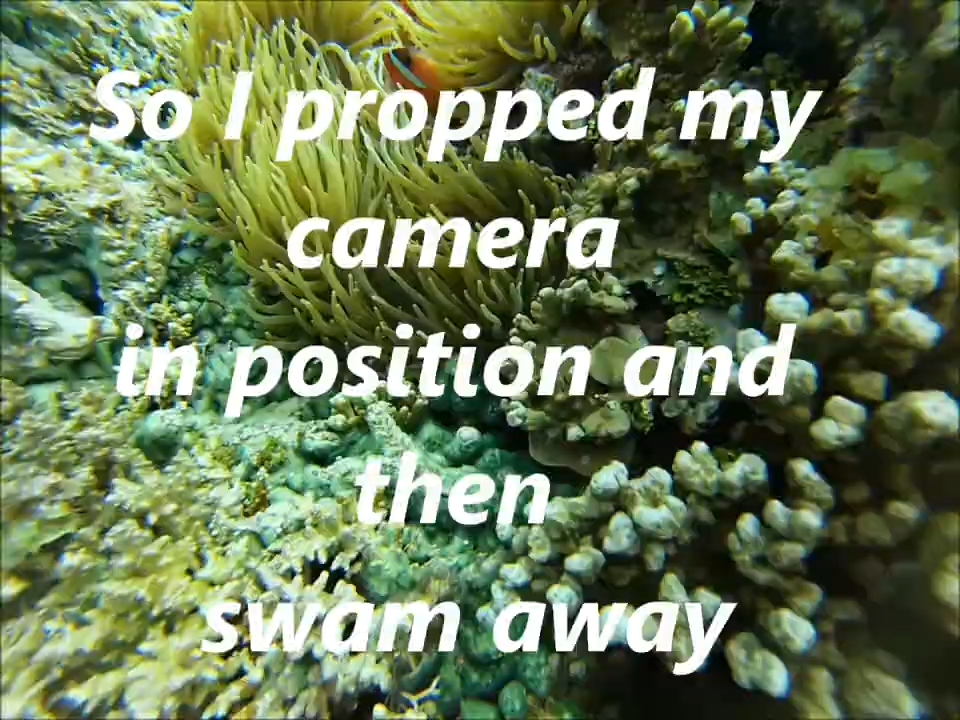 So I propped my
camera
in position and
then
swam away